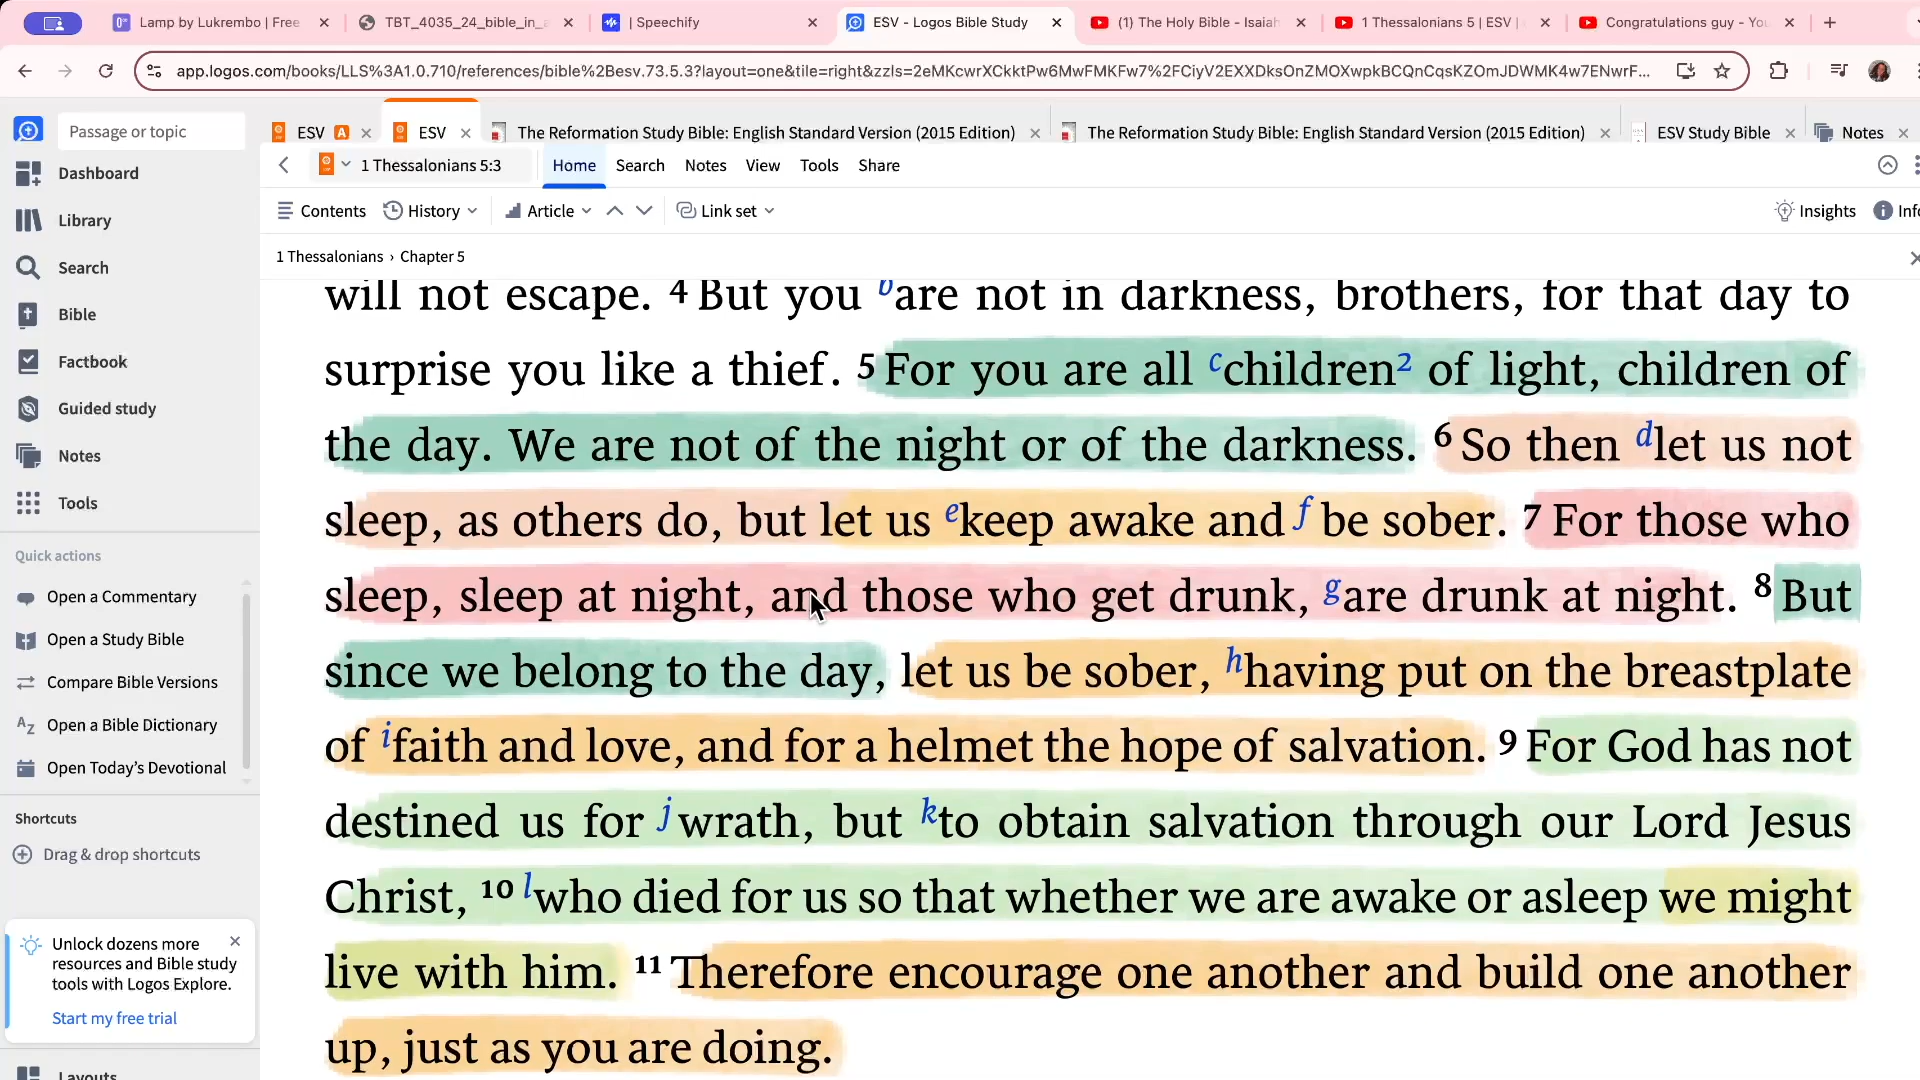 Lamp by Lukrembo | Free
TBT_4035_24_bible_in_a
| Speechify
ESV - Logos Bible Study
(1) The Holy Bible - Isaiah
1 Thessalonians 5 | ESV |
Congratulations guy - You
app.logos.com/books/LLS%3A1.0.710/references/bible%2Besv.73.5.3?layout=one&tile=right&zzls=2eMKcwrXCkktPw6MwFMKFw7%2FCiyV2EXXDksOnZMOXwpkBCQnCqsKZOmJDWMK4w7ENwrF...
Passage or topic
ESV A
ESV
The Reformation Study Bible: English Standard Version (2015 Edition)
The Reformation Study Bible: English Standard Version (2015 Edition)
ESV Study Bible
Notes
1 Thessalonians 5:3
Home
Search
Notes
View
Tools
Share
Contents
History
Article
Link set
Insights
Info
1 Thessalonians › Chapter 5
Dashboard
Library
Search
Bible
Factbook
Guided study
Notes
Tools
Quick actions
Open a Commentary
Open a Study Bible
Compare Bible Versions
Open a Bible Dictionary
Open Today's Devotional
Shortcuts
Drag & drop shortcuts
Unlock dozens more
resources and Bible study
tools with Logos Explore.
Start my free trial
Layouts
will not escape. 4 But you b are not in darkness, brothers, for that day to
surprise you like a thief. 5 For you are all c children 2 of light, children of
the day. We are not of the night or of the darkness. 6 So then d let us not
sleep, as others do, but let us e keep awake and f be sober. 7 For those who
sleep, sleep at night, and those who get drunk, g are drunk at night. 8 But
since we belong to the day, let us be sober, h having put on the breastplate
of i faith and love, and for a helmet the hope of salvation. 9 For God has not
destined us for j wrath, but k to obtain salvation through our Lord Jesus
Christ, 10 l who died for us so that whether we are awake or asleep we might
live with him. 11 Therefore encourage one another and build one another
up, just as you are doing.